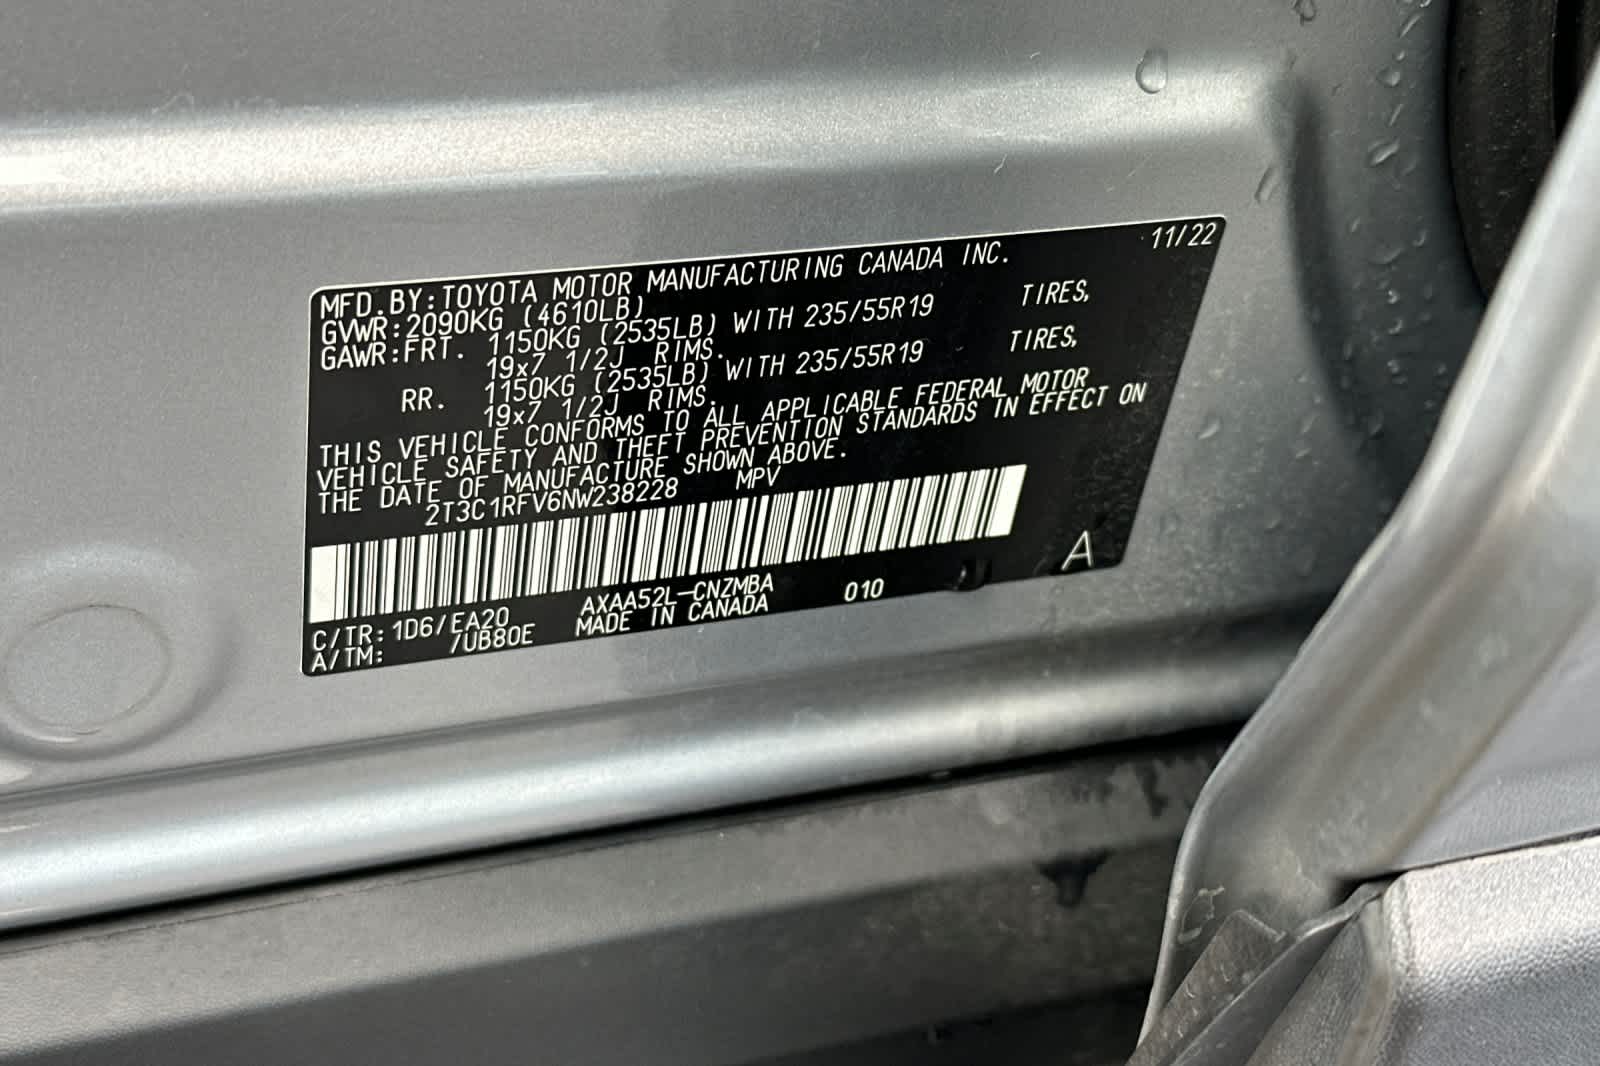 11/22
MFD.BY:TOYOTA MOTOR MANUFACTURING CANADA INC.
GVWR:2090KG (4610LB)
GAWR:FRT. 1150KG (2535LB) WITH 235/55R19 TIRES,
19x7 1/2J RIMS.
RR. 1150KG (2535LB) WITH 235/55R19 TIRES,
19x7 1/2J RIMS.
THIS VEHICLE CONFORMS TO ALL APPLICABLE FEDERAL MOTOR
VEHICLE SAFETY AND THEFT PREVENTION STANDARDS IN EFFECT ON
THE DATE OF MANUFACTURE SHOWN ABOVE.
2T3C1RFV6NW238228 MPV
C/TR:1D6/EA20 AXAA52L-CNZMBA 010 A
A/TM: /UB80E MADE IN CANADA